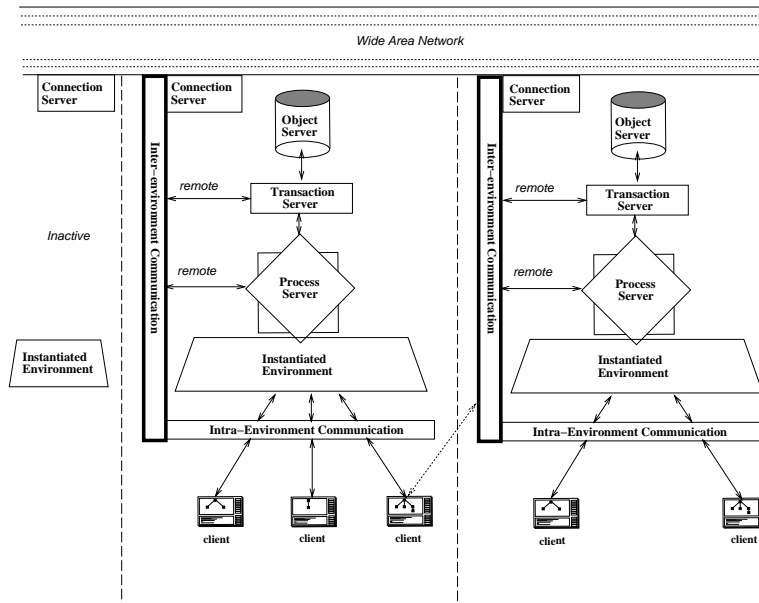 Wide Area Network
Connection
Server
Inactive
Instantiated
Environment
Connection
Server
Inter-environment Communication
Object
Server
remote
Transaction
Server
remote
Process
Server
Instantiated
Environment
Intra-Environment Communication
client
client
client
Connection
Server
Inter-environment Communication
Object
Server
remote
Transaction
Server
remote
Process
Server
Instantiated
Environment
Intra-Environment Communication
client
client